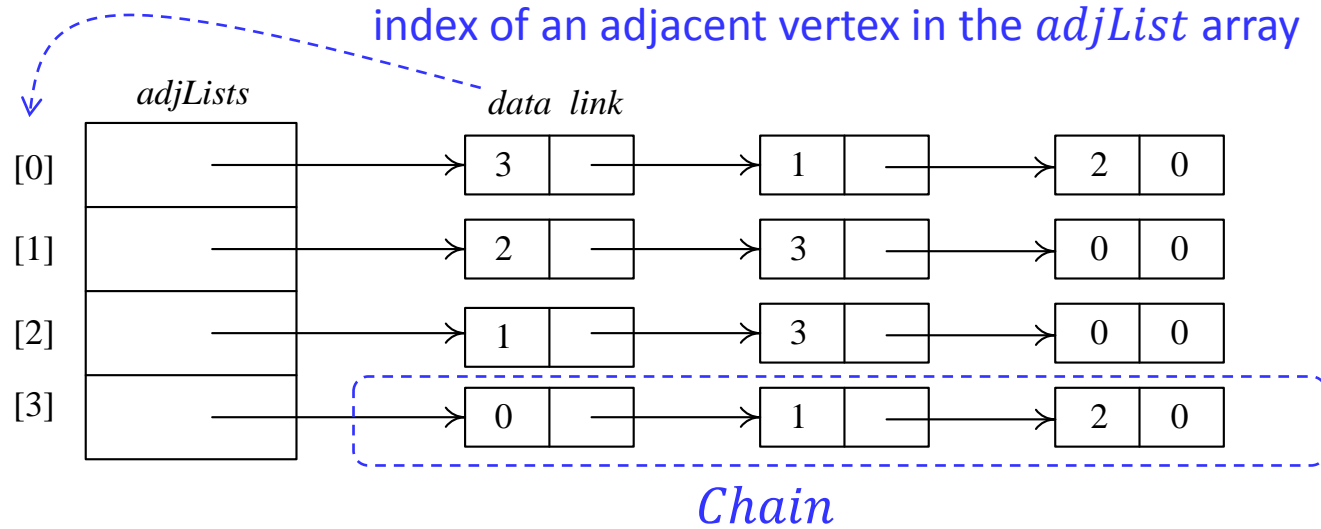 index of an adjacent vertex in the adjList array
adjLists
data link
[0] 3 1 2 0
[1] 2 3 0 0
[2] 1 3 0 0
[3] 0 1 2 0
Chain